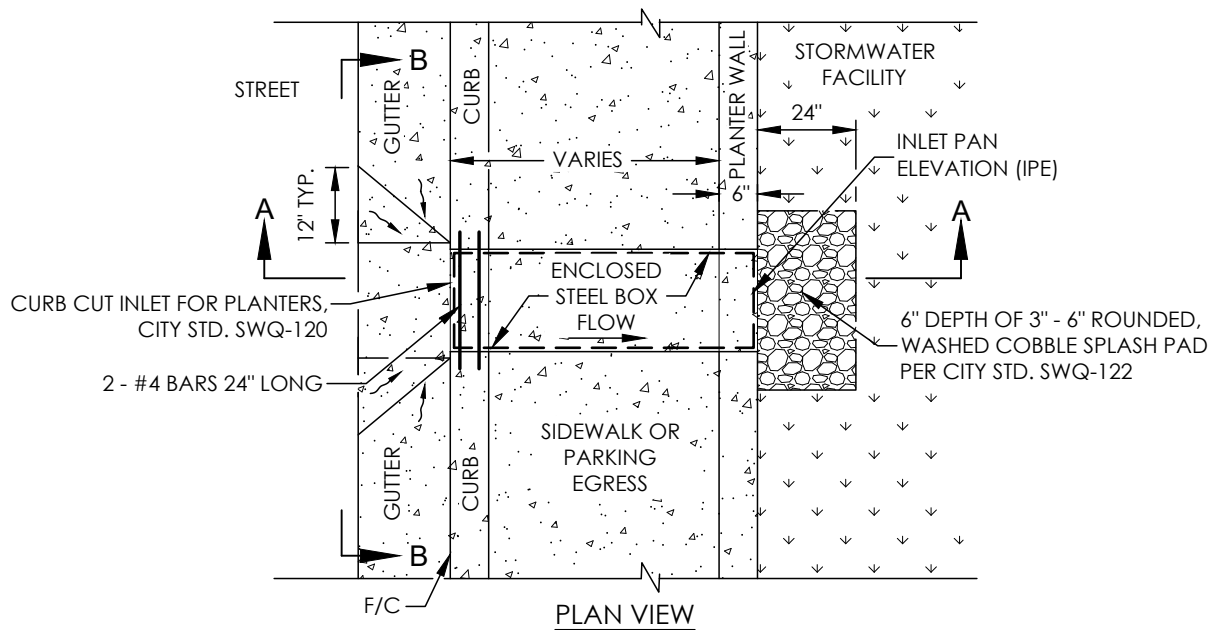 B
STREET
GUTTER
CURB
PLANTER WALL
STORMWATER
FACILITY
24"
INLET PAN
ELEVATION (IPE)
VARIES
6"
12" TYP.
A
A
ENCLOSED
STEEL BOX
FLOW
CURB CUT INLET FOR PLANTERS,
CITY STD. SWQ-120
2 - #4 BARS 24" LONG
6" DEPTH OF 3" - 6" ROUNDED,
WASHED COBBLE SPLASH PAD
PER CITY STD. SWQ-122
SIDEWALK OR
PARKING
EGRESS
GUTTER
CURB
B
F/C
PLAN VIEW